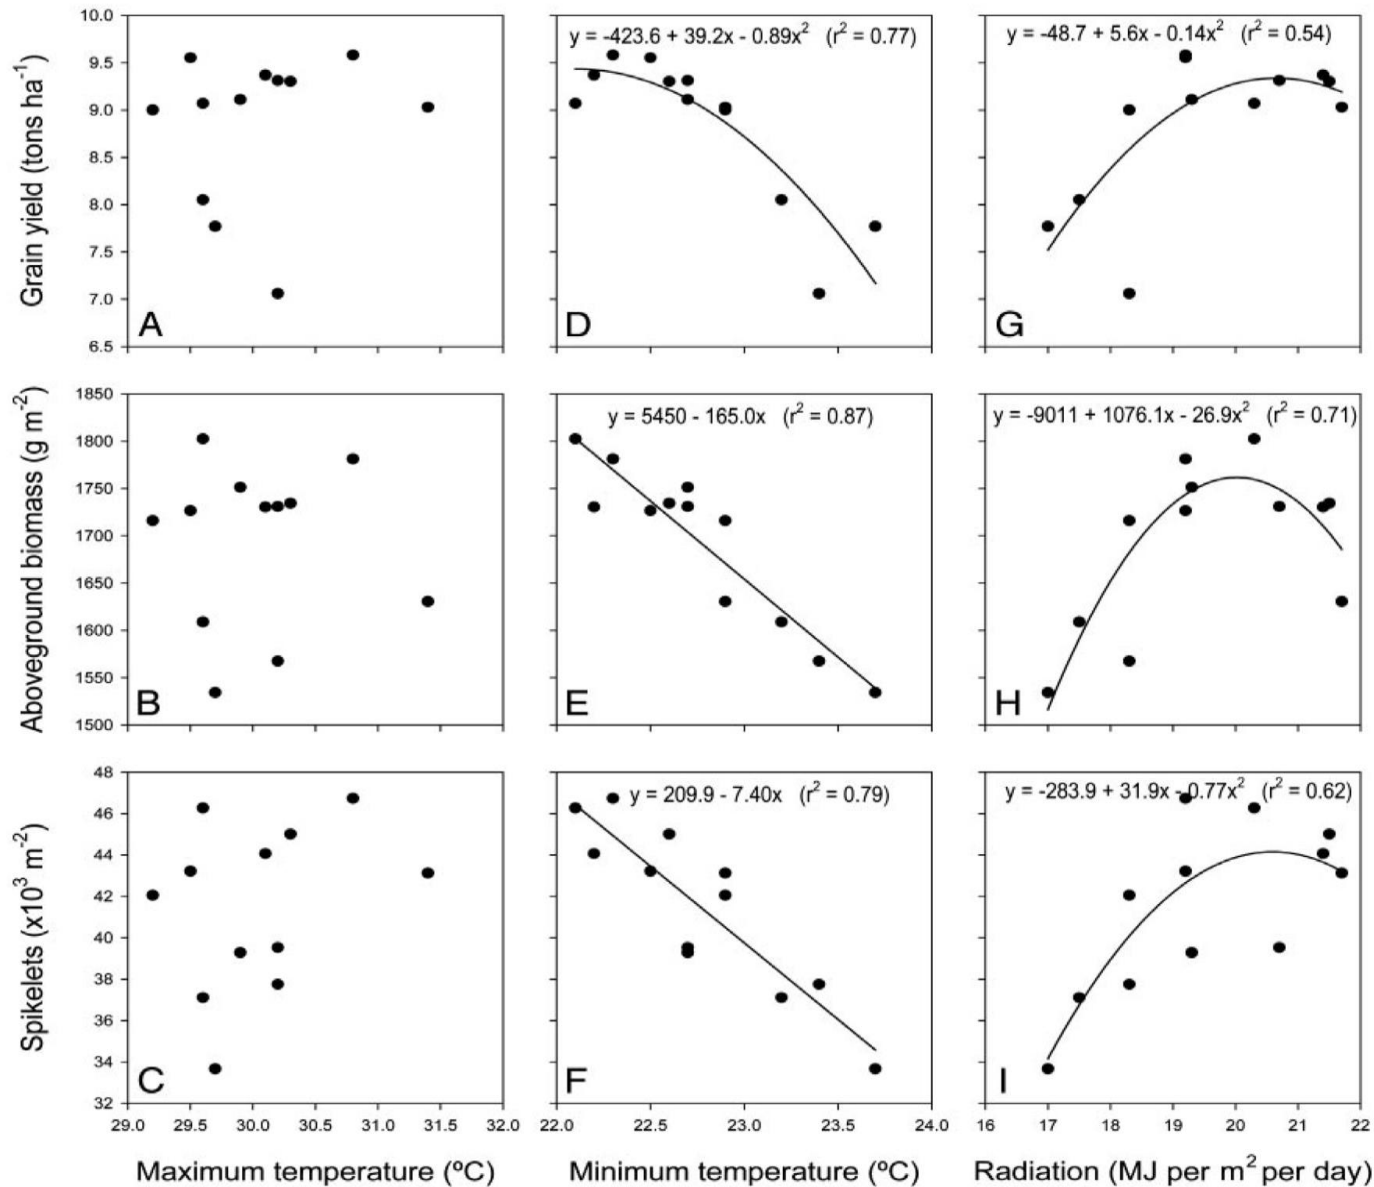 Grain yield (tons ha⁻¹)
10.0
9.5
9.0
8.5
8.0
7.5
7.0
6.5
A
y = -423.6 + 39.2x - 0.89x² (r² = 0.77)
D
y = -48.7 + 5.6x - 0.14x² (r² = 0.54)
G
Aboveground biomass (g m⁻²)
1850
1800
1750
1700
1650
1600
1550
1500
B
y = 5450 - 165.0x (r² = 0.87)
E
y = -9011 + 1076.1x - 26.9x² (r² = 0.71)
H
Spikelets (x10³ m⁻²)
48
46
44
42
40
38
36
34
32
C
y = 209.9 - 7.40x (r² = 0.79)
F
y = -283.9 + 31.9x - 0.77x² (r² = 0.62)
I
29.0 29.5 30.0 30.5 31.0 31.5 32.0
22.0 22.5 23.0 23.5 24.0
16 17 18 19 20 21 22
Maximum temperature (ºC)
Minimum temperature (ºC)
Radiation (MJ per m² per day)